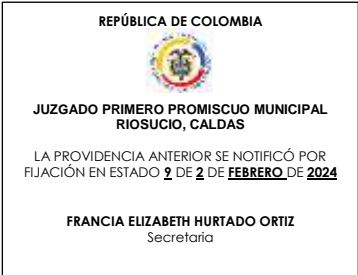 REPÚBLICA DE COLOMBIA
JUZGADO PRIMERO PROMISCUO MUNICIPAL
RIOSUCIO, CALDAS
LA PROVIDENCIA ANTERIOR SE NOTIFICÓ POR
FIJACIÓN EN ESTADO 9 DE 2 DE FEBRERO DE 2024
FRANCIA ELIZABETH HURTADO ORTIZ
Secretaria